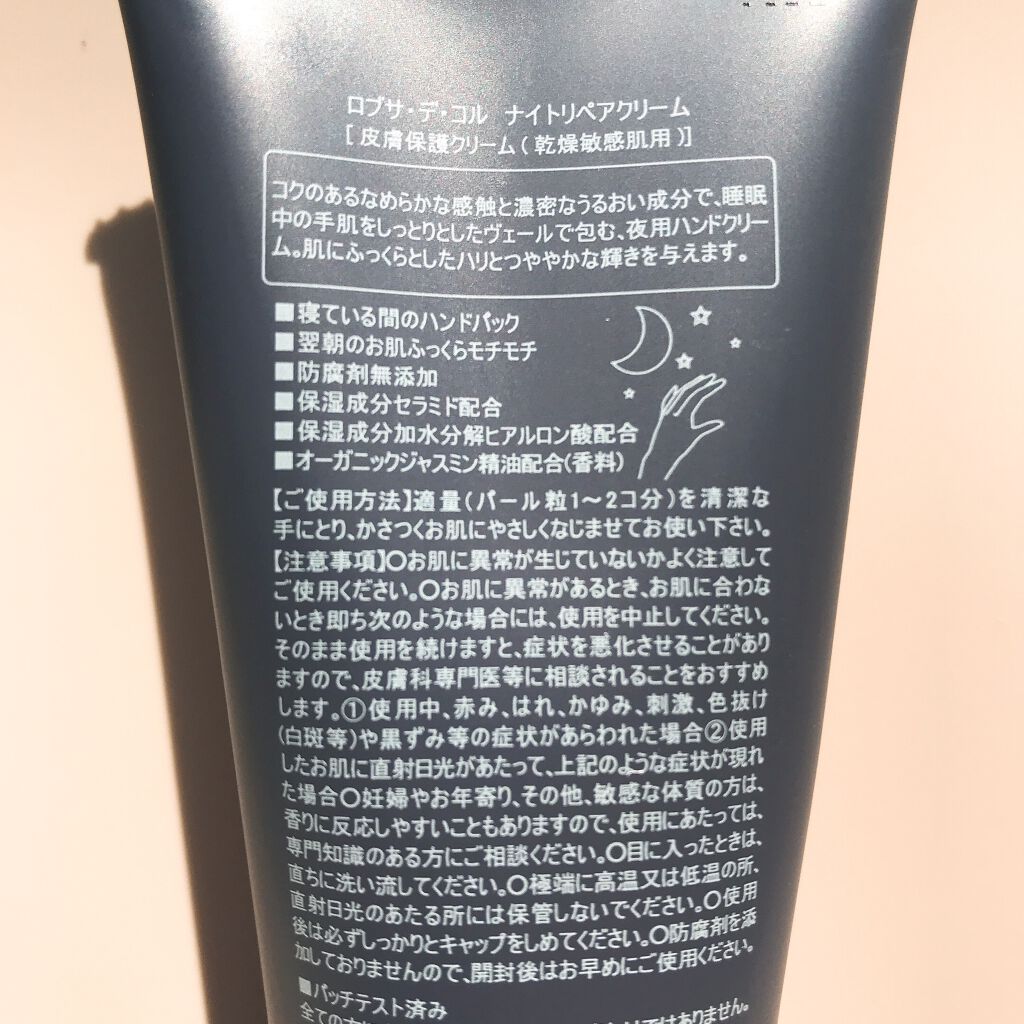 ロブサ・デ・コル ナイトリペアクリーム
[ 皮膚保護クリーム ( 乾燥敏感肌用 )]
コクのあるなめらかな感触と濃密なうるおい成分で、睡眠
中の手肌をしっとりとしたヴェールで包む、夜用ハンドクリー
ム。肌にふっくらとしたハリとつややかな輝きを与えます。
■寝ている間のハンドパック
■翌朝のお肌ふっくらモチモチ
■防腐剤無添加
■保湿成分セラミド配合
■保湿成分加水分解ヒアルロン酸配合
■オーガニックジャスミン精油配合(香料)
【ご使用方法】適量(パール粒1〜2コ分)を清潔な
手にとり、かさつくお肌にやさしくなじませてお使い下さい。
【注意事項】〇お肌に異常が生じていないかよく注意して
ご使用ください。〇お肌に異常があるとき、お肌に合わな
いとき即ち次のような場合には、使用を中止してください。
そのまま使用を続けますと、症状を悪化させることがあり
ますので、皮膚科専門医等に相談されることをおすすめ
します。①使用中、赤み、はれ、かゆみ、刺激、色抜け
(白斑等)や黒ずみ等の症状があらわれた場合②使用
したお肌に直射日光があたって、上記のような症状が現れ
た場合〇妊婦やお年寄り、その他、敏感な体質の方は、
香りに反応しやすいこともありますので、使用にあたっては、
専門知識のある方にご相談ください。〇目に入ったときは、
直ちに洗い流してください。〇極端に高温又は低温の所、
直射日光のあたる所には保管しないでください。〇使用
後は必ずしっかりとキャップをしめてください。〇防腐剤を添
加しておりませんので、開封後はお早めにご使用ください。
■パッチテスト済み
全ての方 ではありません。